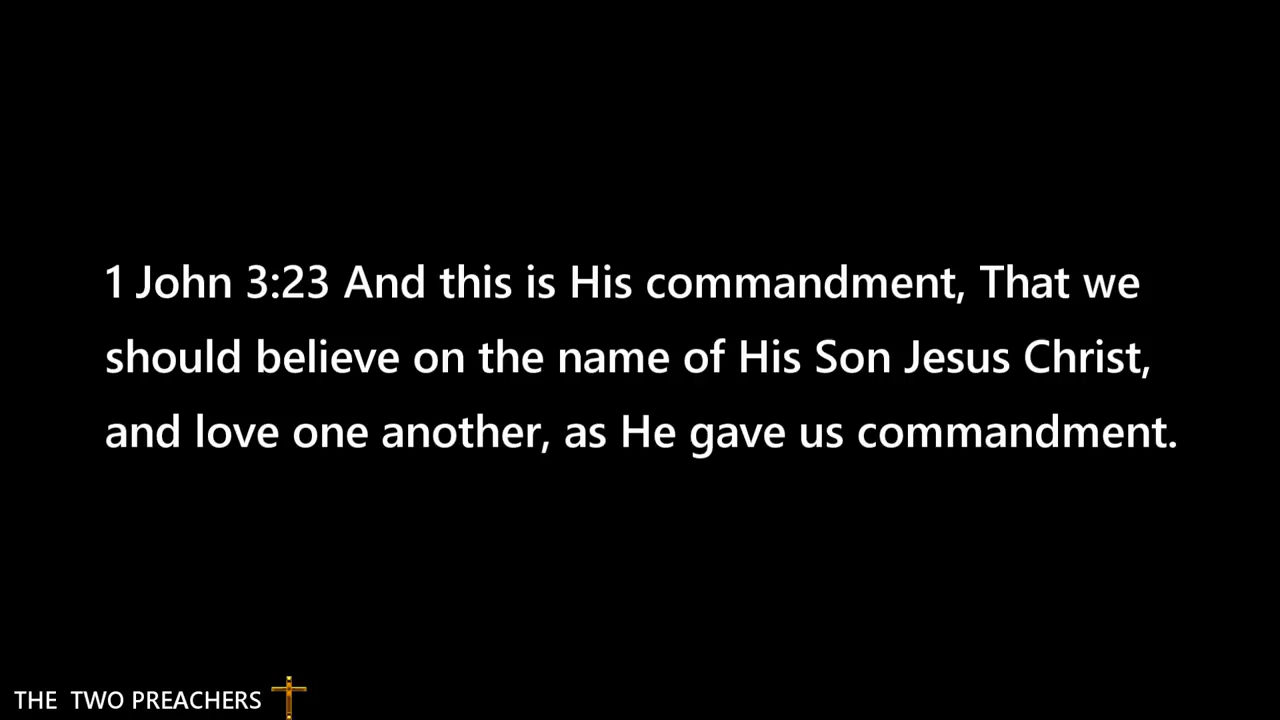 1 John 3:23 And this is His commandment, That we
should believe on the name of His Son Jesus Christ,
and love one another, as He gave us commandment.
THE TWO PREACHERS